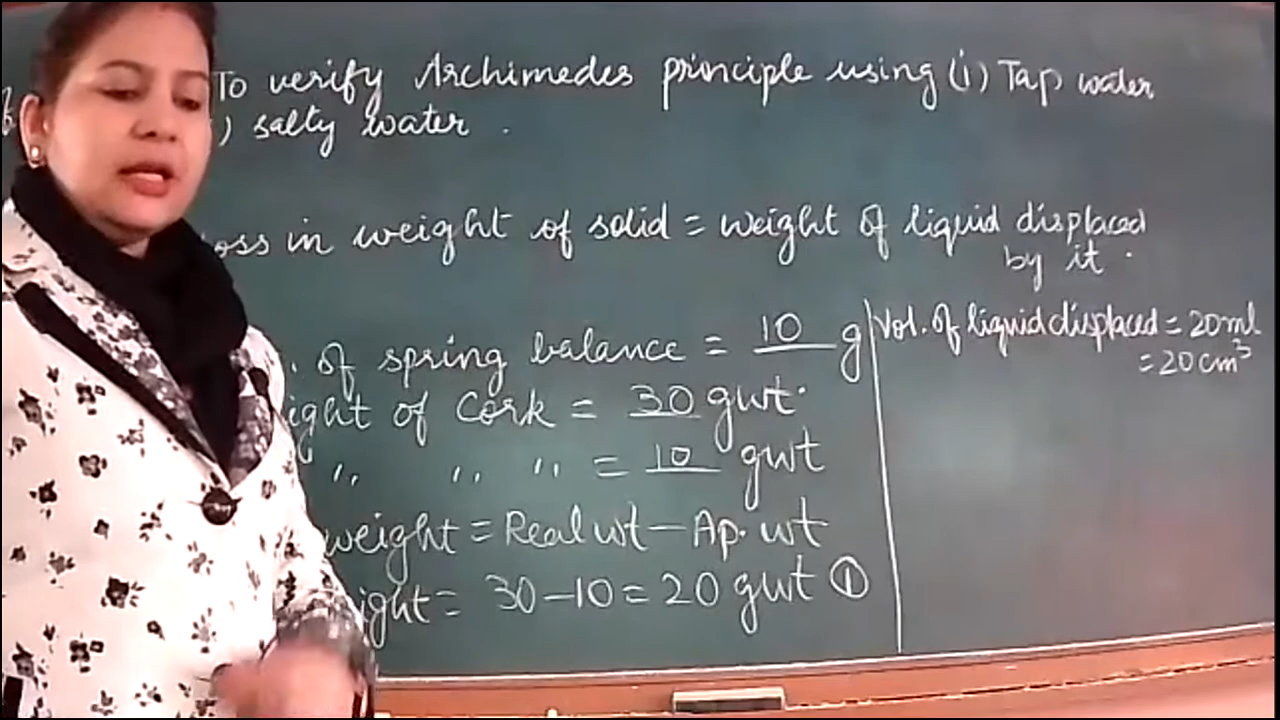 To verify Archimedes principle using (i) Tap water
) salty water .
loss in weight of solid = weight of liquid displaced
by it .
. of spring balance = 10 g
ight of Cork = 30 gwt.
" " " = 10 gwt
weight = Real wt - Ap. wt
ight = 30-10 = 20 gwt ①
Vol. of liquid displaced = 20 ml
= 20 cm³